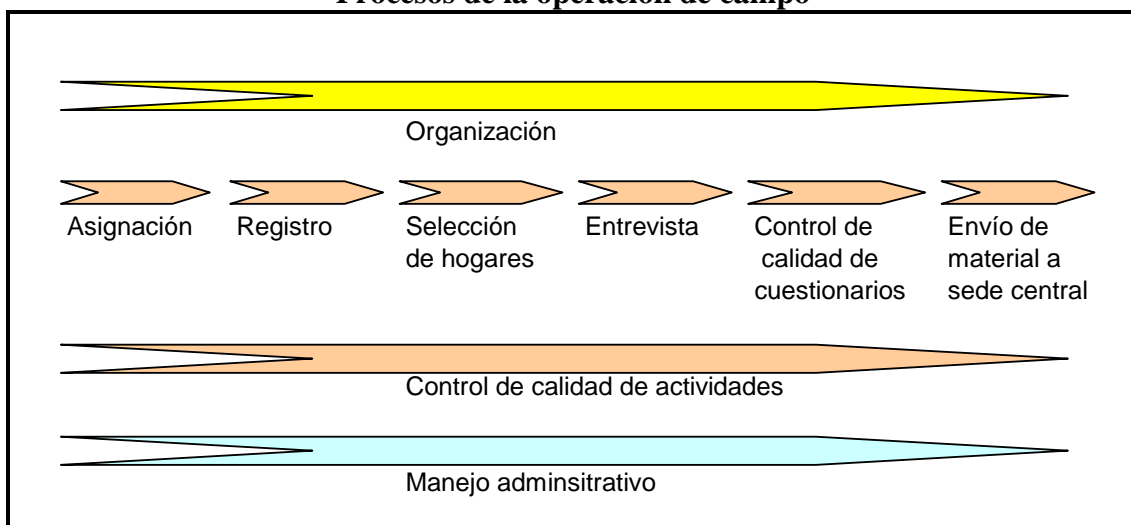 Procesos de la operación de campo
Organización
Asignación
Registro
Selección
de hogares
Entrevista
Control de
calidad de
cuestionarios
Envío de
material a
sede central
Control de calidad de actividades
Manejo adminsitrativo